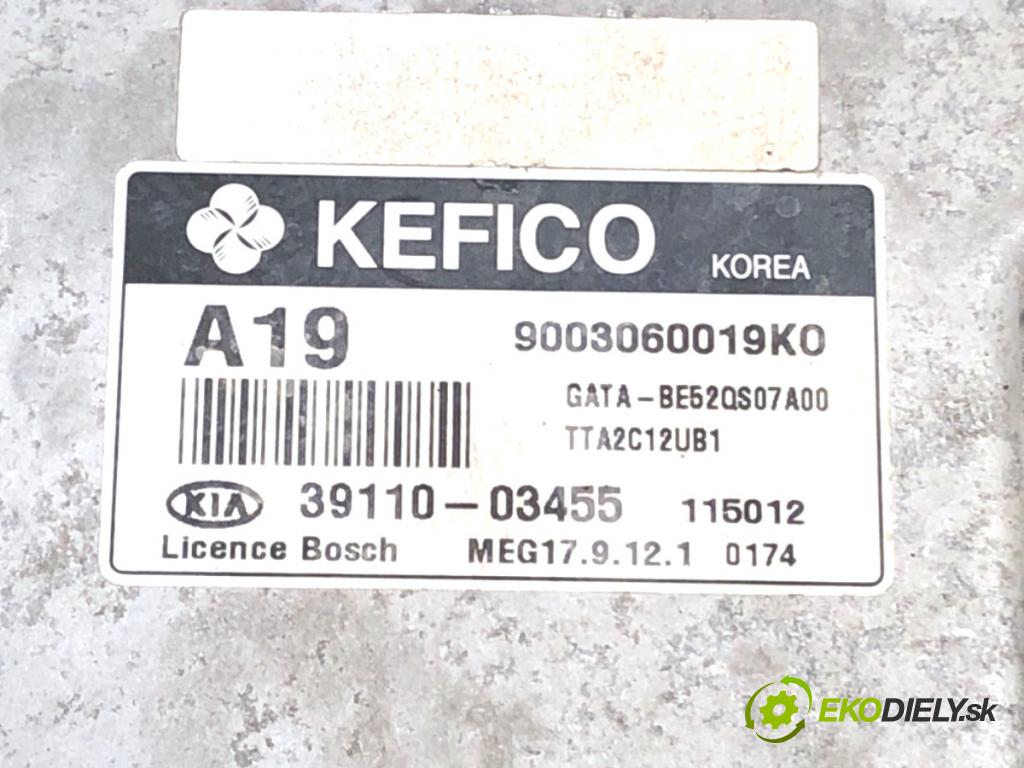 KEFICO KOREA
A19 9003060019K0
GATA-BE52QS07A00
TTA2C12UB1
KIA 39110-03455 115012
Licence Bosch MEG17.9.12.1 0174
EKODIELY.sk